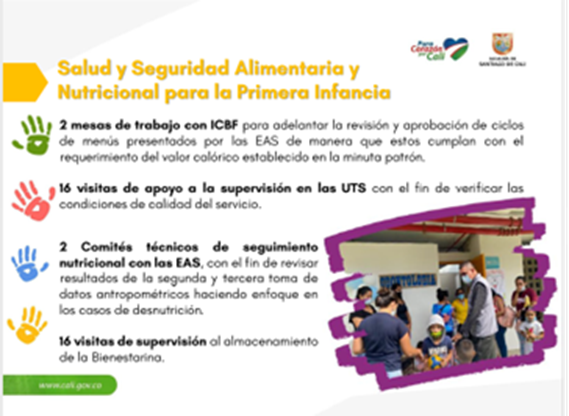 Puro
Corazón
por
Cali
ALCALDÍA DE
SANTIAGO DE CALI
Salud y Seguridad Alimentaria y
Nutricional para la Primera Infancia
2 mesas de trabajo con ICBF para adelantar la revisión y aprobación de ciclos
de menús presentados por las EAS de manera que estos cumplan con el
requerimiento del valor calórico establecido en la minuta patrón.
16 visitas de apoyo a la supervisión en las UTS con el fin de verificar las
condiciones de calidad del servicio.
2 Comités técnicos de seguimiento
nutricional con las EAS, con el fin de revisar
resultados de la segunda y tercera toma de
datos antropométricos haciendo enfoque en
los casos de desnutrición.
ODONTOLOGIA
16 visitas de supervisión al almacenamiento
de la Bienestarina.
www.cali.gov.co